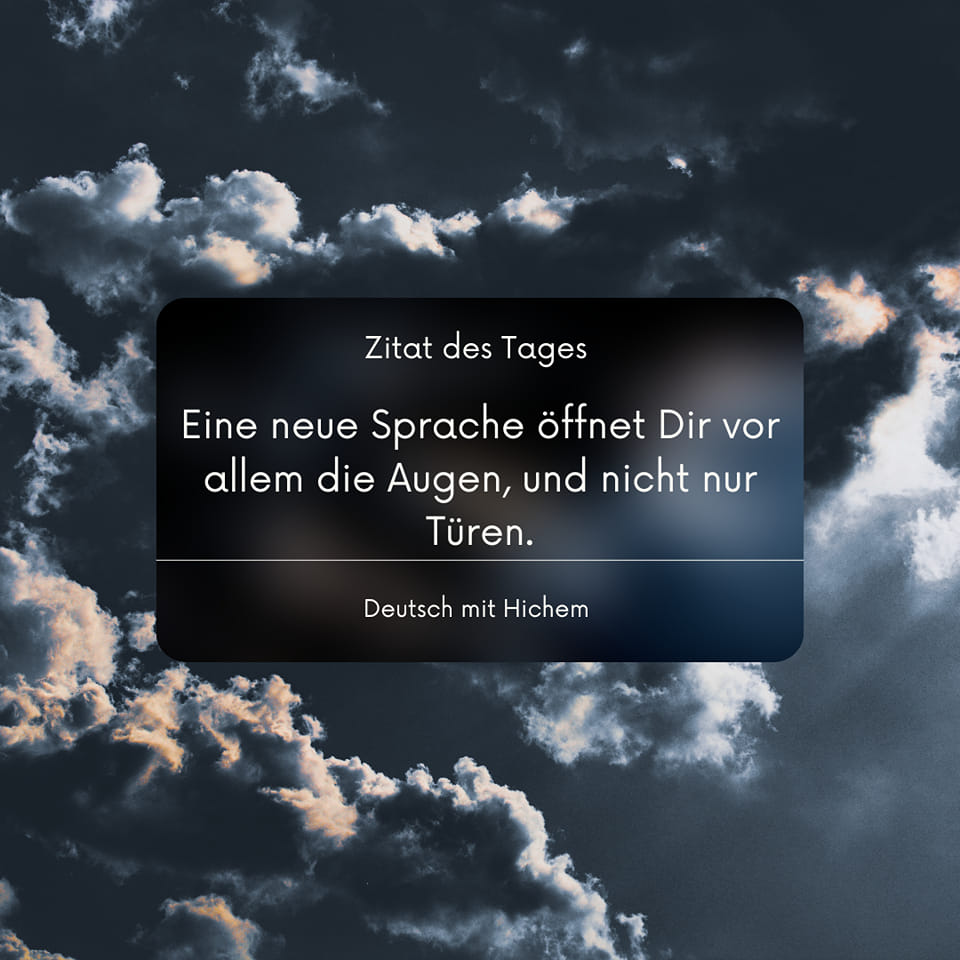 Zitat des Tages
Eine neue Sprache öffnet Dir vor
allem die Augen, und nicht nur
Türen.
Deutsch mit Hichem